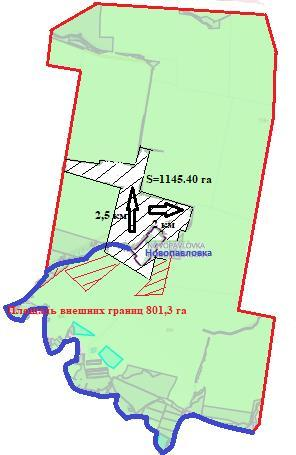 S=1145.40 га
2,5 км
2 км
NOVOPAVLOVKA
Новопавловка
Площадь внешних границ 801,3 га